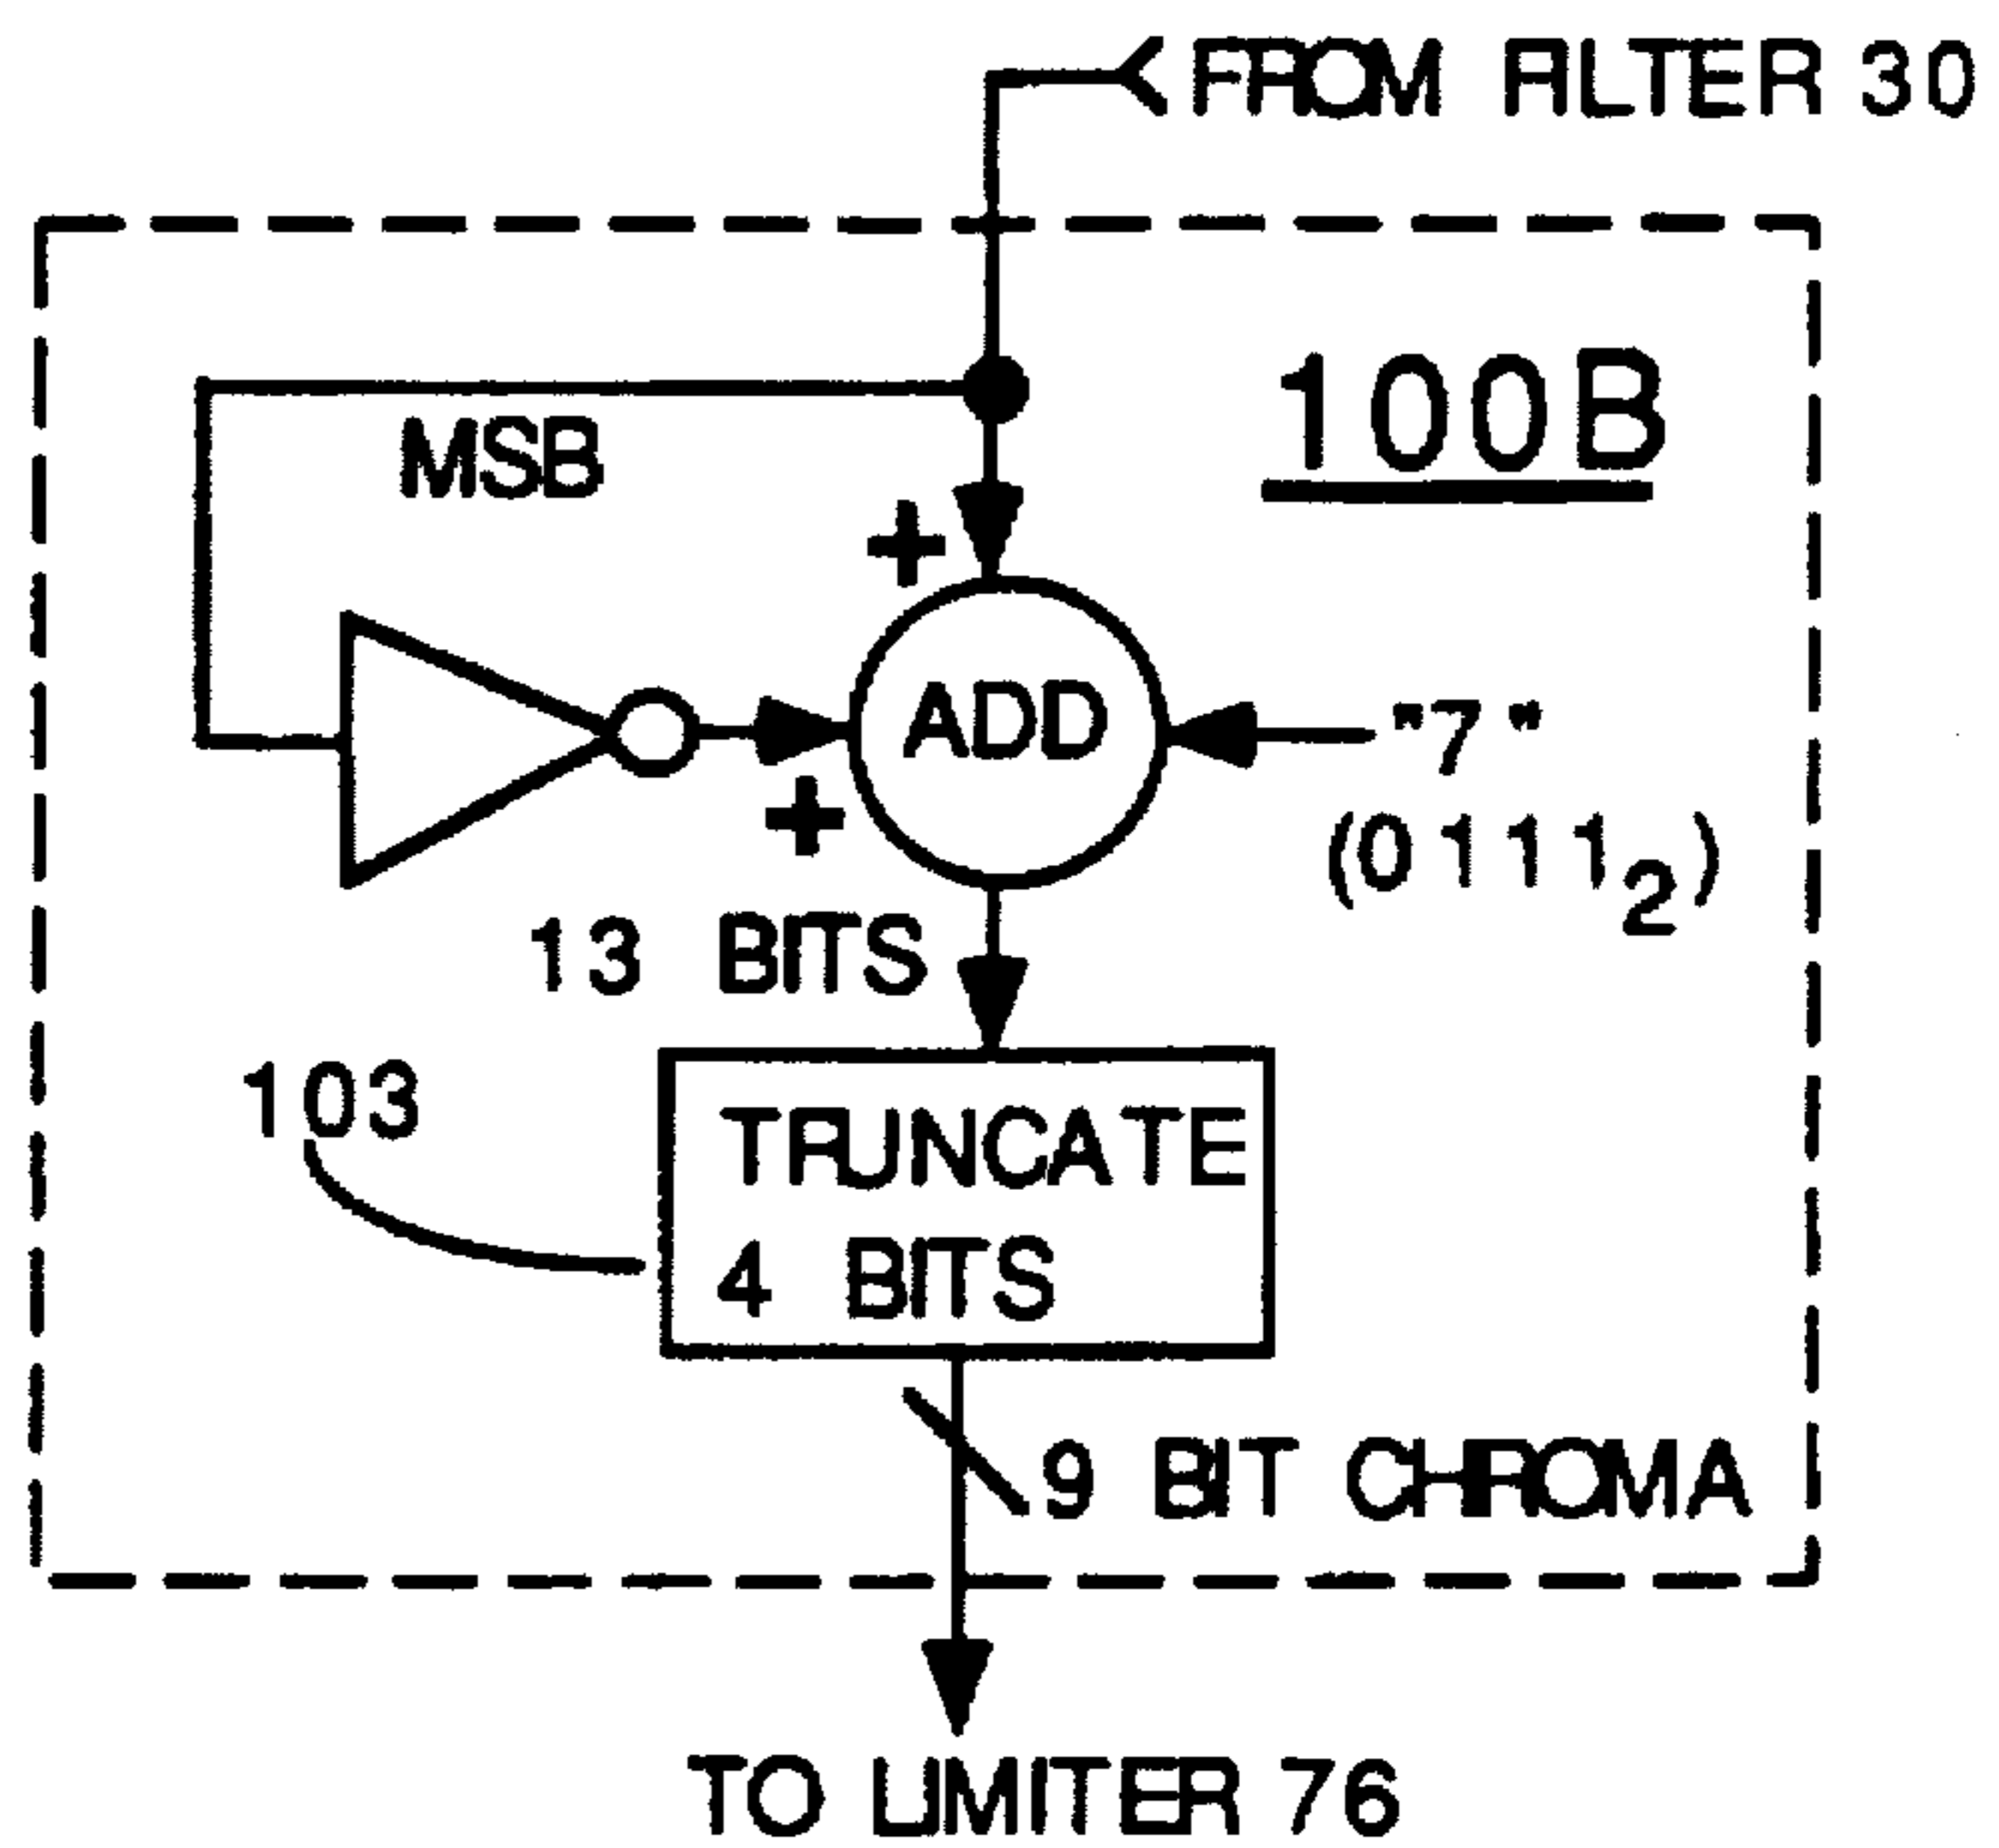 FROM FILTER 30
100B
MSB
+
ADD
"7"
(0111₂)
+
13 BITS
103
TRUNCATE
4 BITS
9 BIT CHROMA
TO LIMITER 76